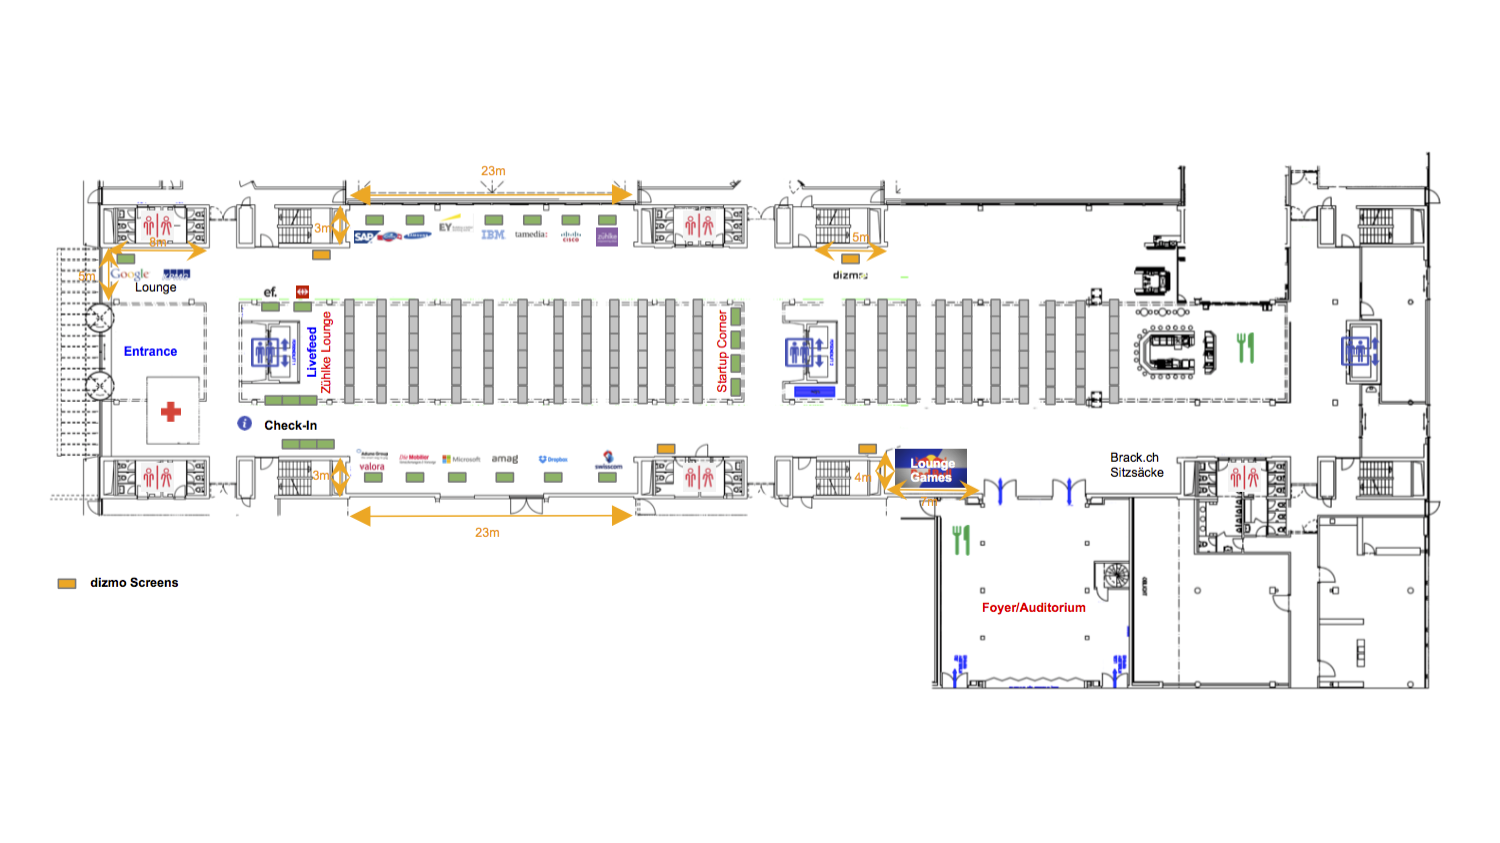 23m
3m
SAP
EY
IBM
tamedia:
CISCO
zühlke
8m
5m
5m
Google
Lounge
dizmo
ef.
Entrance
Livefeed
Zühlke Lounge
Startup Corner
i
Check-In
3m
valora
Die Mobiliar
Microsoft
amag
Dropbox
swisscom
23m
4m
Lounge
Games
7m
Brack.ch
Sitzsäcke
dizmo Screens
Foyer/Auditorium